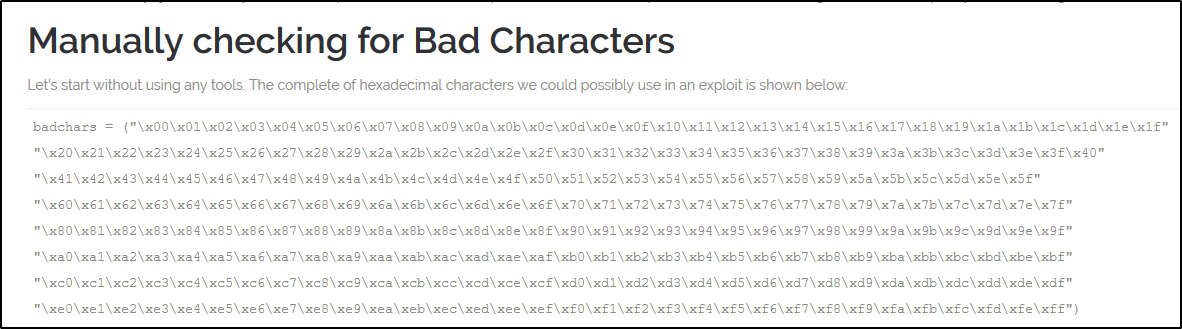 Manually checking for Bad Characters
Let's start without using any tools. The complete of hexadecimal characters we could possibly use in an exploit is shown below:
badchars = ("\x00\x01\x02\x03\x04\x05\x06\x07\x08\x09\x0a\x0b\x0c\x0d\x0e\x0f\x10\x11\x12\x13\x14\x15\x16\x17\x18\x19\x1a\x1b\x1c\x1d\x1e\x1f"
"\x20\x21\x22\x23\x24\x25\x26\x27\x28\x29\x2a\x2b\x2c\x2d\x2e\x2f\x30\x31\x32\x33\x34\x35\x36\x37\x38\x39\x3a\x3b\x3c\x3d\x3e\x3f\x40"
"\x41\x42\x43\x44\x45\x46\x47\x48\x49\x4a\x4b\x4c\x4d\x4e\x4f\x50\x51\x52\x53\x54\x55\x56\x57\x58\x59\x5a\x5b\x5c\x5d\x5e\x5f"
"\x60\x61\x62\x63\x64\x65\x66\x67\x68\x69\x6a\x6b\x6c\x6d\x6e\x6f\x70\x71\x72\x73\x74\x75\x76\x77\x78\x79\x7a\x7b\x7c\x7d\x7e\x7f"
"\x80\x81\x82\x83\x84\x85\x86\x87\x88\x89\x8a\x8b\x8c\x8d\x8e\x8f\x90\x91\x92\x93\x94\x95\x96\x97\x98\x99\x9a\x9b\x9c\x9d\x9e\x9f"
"\xa0\xa1\xa2\xa3\xa4\xa5\xa6\xa7\xa8\xa9\xaa\xab\xac\xad\xae\xaf\xb0\xb1\xb2\xb3\xb4\xb5\xb6\xb7\xb8\xb9\xba\xbb\xbc\xbd\xbe\xbf"
"\xc0\xc1\xc2\xc3\xc4\xc5\xc6\xc7\xc8\xc9\xca\xcb\xcc\xcd\xce\xcf\xd0\xd1\xd2\xd3\xd4\xd5\xd6\xd7\xd8\xd9\xda\xdb\xdc\xdd\xde\xdf"
"\xe0\xe1\xe2\xe3\xe4\xe5\xe6\xe7\xe8\xe9\xea\xeb\xec\xed\xee\xef\xf0\xf1\xf2\xf3\xf4\xf5\xf6\xf7\xf8\xf9\xfa\xfb\xfc\xfd\xfe\xff")